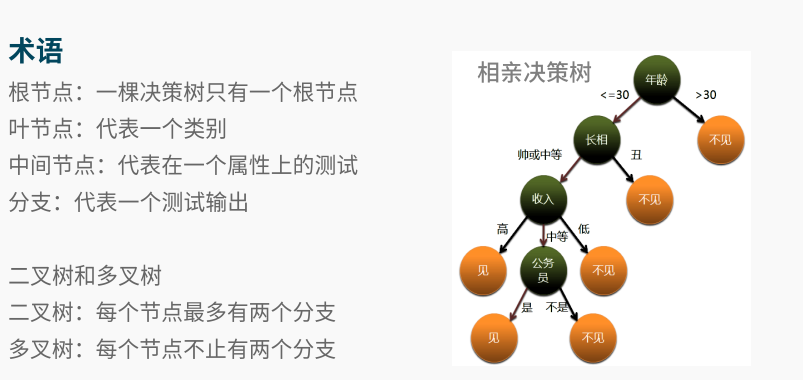 术语
根节点：一棵决策树只有一个根节点
叶节点：代表一个类别
中间节点：代表在一个属性上的测试
分支：代表一个测试输出
二叉树和多叉树
二叉树：每个节点最多有两个分支
多叉树：每个节点不止有两个分支
相亲决策树
年龄
<=30
>30
长相
不见
帅或中等
丑
收入
不见
高
中等
低
见
公务
员
不见
是
不是
见
不见